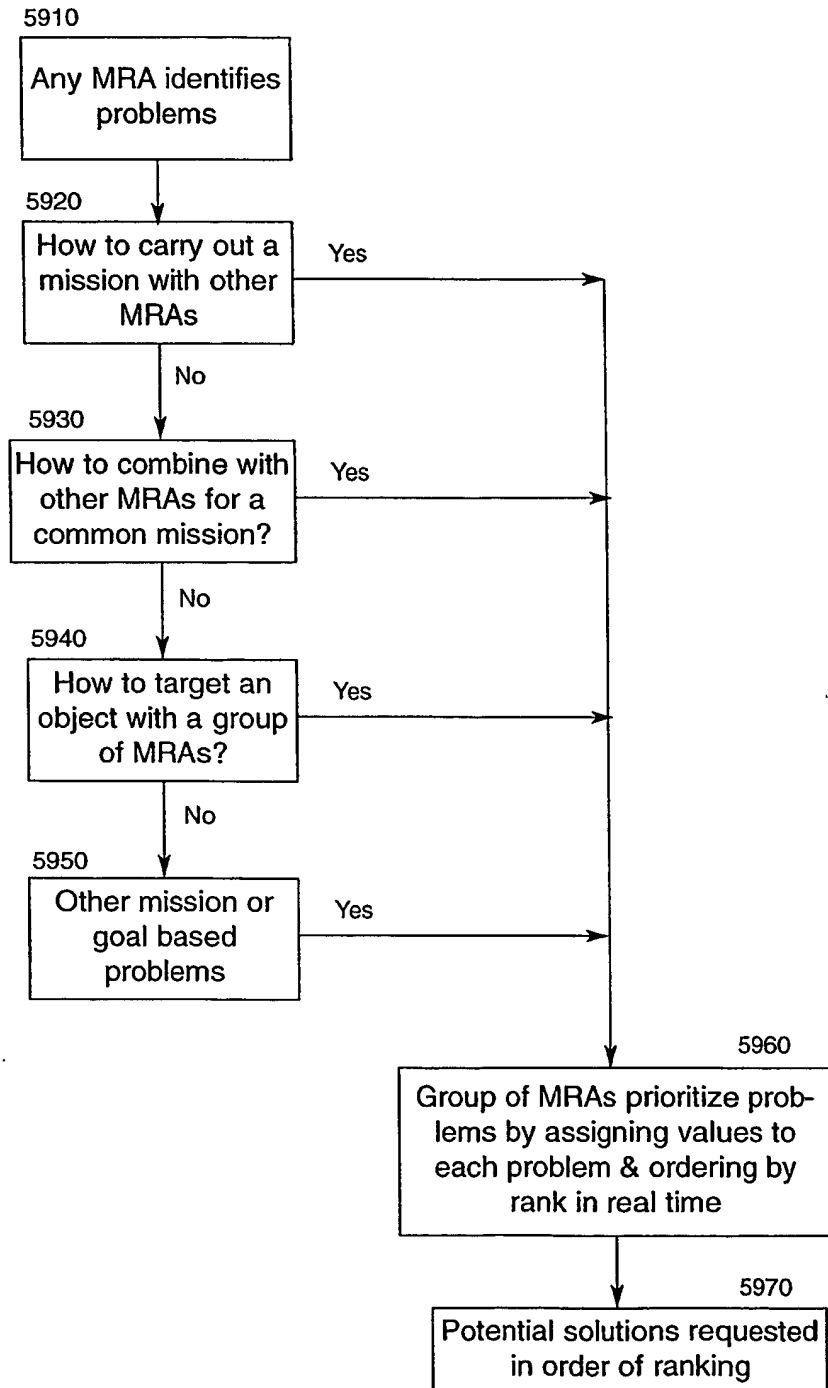 5910
Any MRA identifies
problems
5920
How to carry out a
mission with other
MRAs
Yes
No
5930
How to combine with
other MRAs for a
common mission?
Yes
No
5940
How to target an
object with a group
of MRAs?
Yes
No
5950
Other mission or
goal based
problems
Yes
5960
Group of MRAs prioritize prob-
lems by assigning values to
each problem & ordering by
rank in real time
5970
Potential solutions requested
in order of ranking